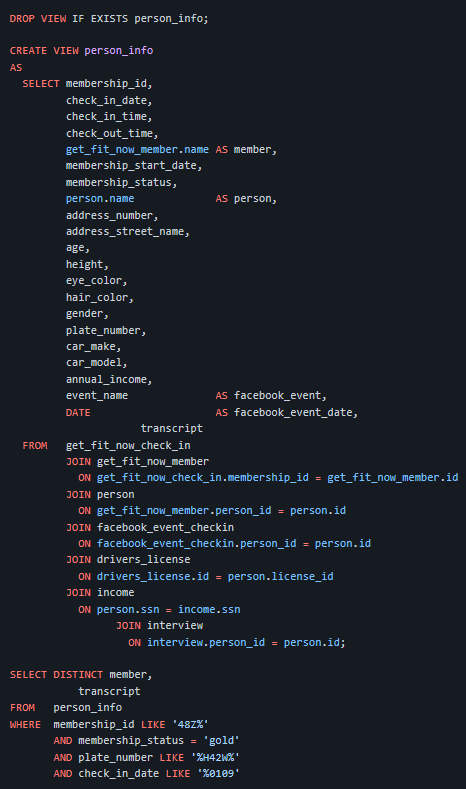 DROP VIEW IF EXISTS person_info;
CREATE VIEW person_info
AS
SELECT membership_id,
check_in_date,
check_in_time,
check_out_time,
get_fit_now_member.name AS member,
membership_start_date,
membership_status,
person.name AS person,
address_number,
address_street_name,
age,
height,
eye_color,
hair_color,
gender,
plate_number,
car_make,
car_model,
annual_income,
event_name AS facebook_event,
DATE AS facebook_event_date,
transcript
FROM get_fit_now_check_in
JOIN get_fit_now_member
ON get_fit_now_check_in.membership_id = get_fit_now_member.id
JOIN person
ON get_fit_now_member.person_id = person.id
JOIN facebook_event_checkin
ON facebook_event_checkin.person_id = person.id
JOIN drivers_license
ON drivers_license.id = person.license_id
JOIN income
ON person.ssn = income.ssn
JOIN interview
ON interview.person_id = person.id;
SELECT DISTINCT member,
transcript
FROM person_info
WHERE membership_id LIKE '48Z%'
AND membership_status = 'gold'
AND plate_number LIKE '%H42W%'
AND check_in_date LIKE '%0109'